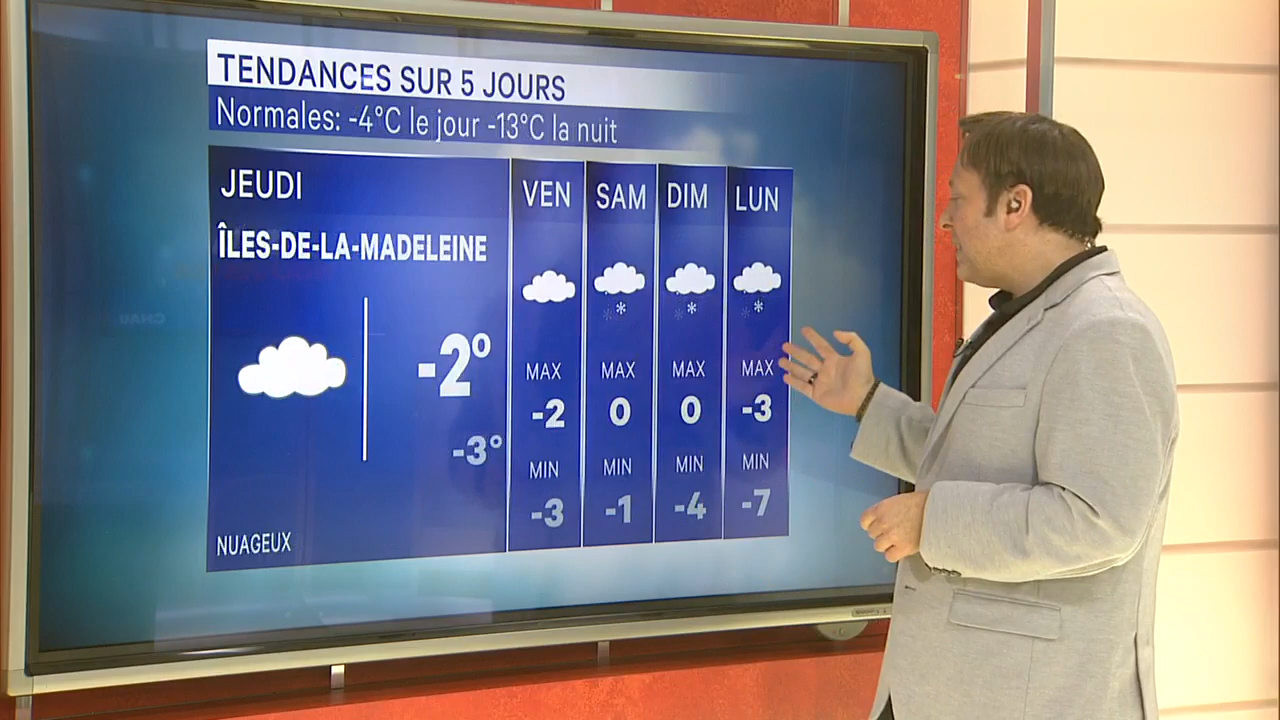 TENDANCES SUR 5 JOURS
Normales: -4°C le jour -13°C la nuit
JEUDI
ÎLES-DE-LA-MADELEINE
-2°
-3°
NUAGEUX
VEN SAM DIM LUN
MAX MAX MAX MAX
-2 0 0 -3
MIN MIN MIN MIN
-3 -1 -4 -7